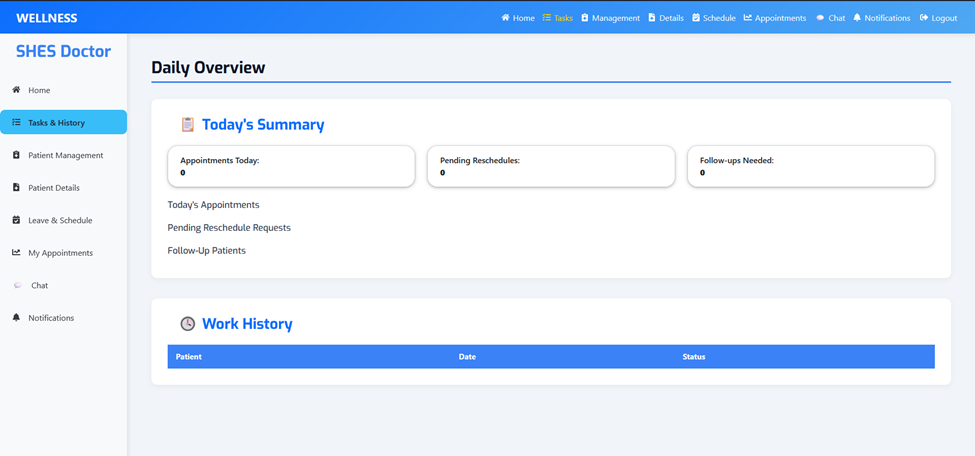 WELLNESS
Home Tasks Management Details Schedule Appointments Chat Notifications Logout
SHES Doctor
Home
Tasks & History
Patient Management
Patient Details
Leave & Schedule
My Appointments
Chat
Notifications
Daily Overview
Today's Summary
Appointments Today:
0
Pending Reschedules:
0
Follow-ups Needed:
0
Today's Appointments
Pending Reschedule Requests
Follow-Up Patients
Work History
Patient Date Status